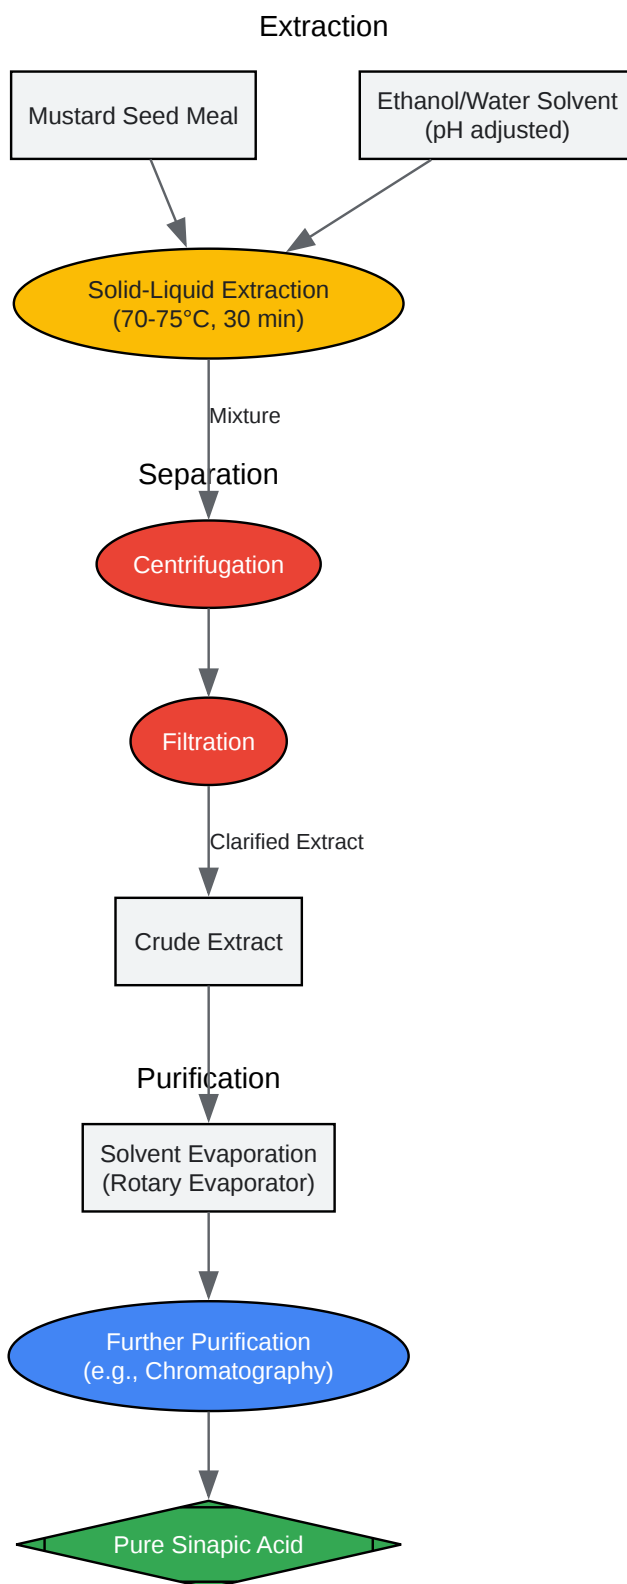 Extraction
Mustard Seed Meal
Ethanol/Water Solvent
(pH adjusted)
Solid-Liquid Extraction
(70-75°C, 30 min)
Mixture
Separation
Centrifugation
Filtration
Clarified Extract
Crude Extract
Purification
Solvent Evaporation
(Rotary Evaporator)
Further Purification
(e.g., Chromatography)
Pure Sinapic Acid